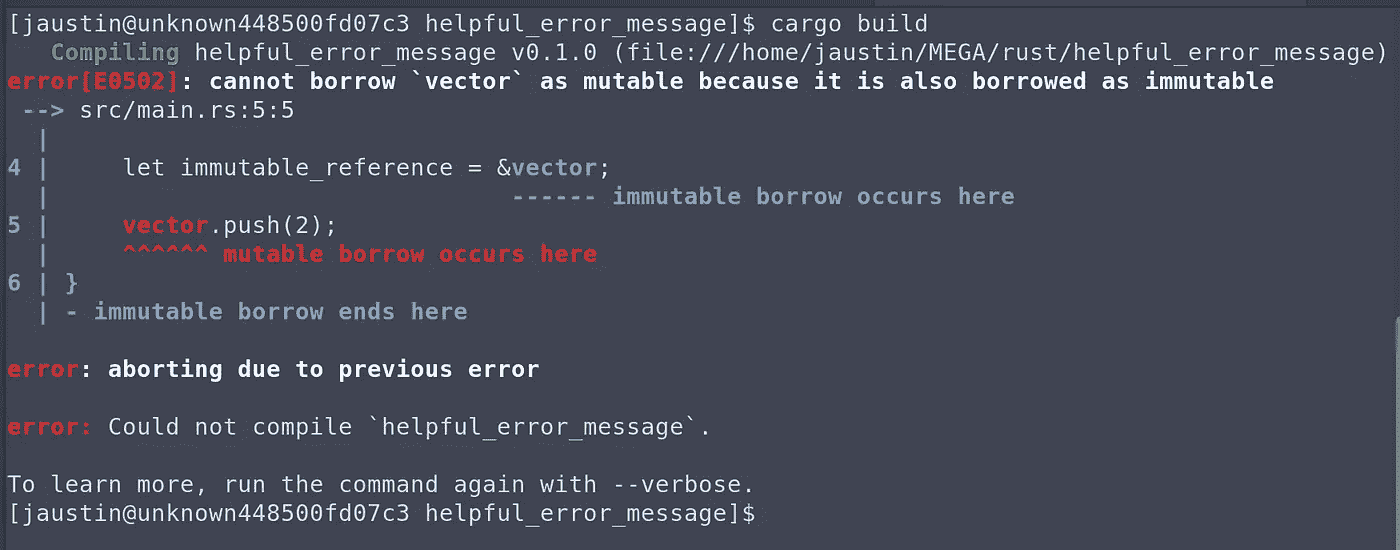 [jaustin@unknown448500fd07c3 helpful_error_message]$ cargo build
   Compiling helpful_error_message v0.1.0 (file:///home/jaustin/MEGA/rust/helpful_error_message)
error[E0502]: cannot borrow `vector` as mutable because it is also borrowed as immutable
 --> src/main.rs:5:5
  |
4 |     let immutable_reference = &vector;
  |                                ------ immutable borrow occurs here
5 |     vector.push(2);
  |     ^^^^^^ mutable borrow occurs here
6 | }
  | - immutable borrow ends here
error: aborting due to previous error
error: Could not compile `helpful_error_message`.
To learn more, run the command again with --verbose.
[jaustin@unknown448500fd07c3 helpful_error_message]$